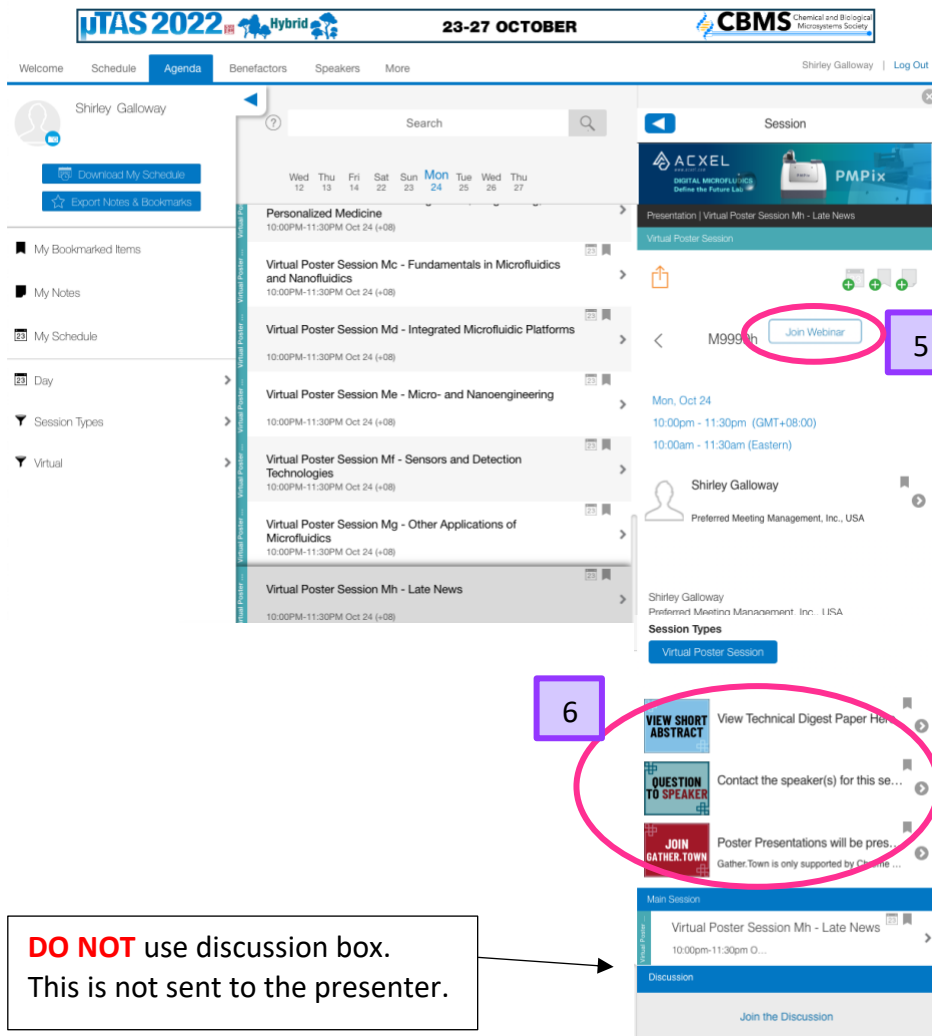 µTAS 2022 Hybrid 23-27 OCTOBER CBMS Chemical and Biological Microsystems Society
Welcome Schedule Agenda Benefactors Speakers More Shirley Galloway | Log Out
Shirley Galloway
Download My Schedule
Export Notes & Bookmarks
My Bookmarked Items
My Notes
23 My Schedule
23 Day
Session Types
Virtual
? Search
Wed Thu Fri Sat Sun Mon Tue Wed Thu
12 13 14 22 23 24 25 26 27
Personalized Medicine
10:00PM-11:30PM Oct 24 (+08)
Virtual Poster Session Mc - Fundamentals in Microfluidics
and Nanofluidics
10:00PM-11:30PM Oct 24 (+08)
Virtual Poster Session Md - Integrated Microfluidic Platforms
10:00PM-11:30PM Oct 24 (+08)
Virtual Poster Session Me - Micro- and Nanoengineering
10:00PM-11:30PM Oct 24 (+08)
Virtual Poster Session Mf - Sensors and Detection
Technologies
10:00PM-11:30PM Oct 24 (+08)
Virtual Poster Session Mg - Other Applications of
Microfluidics
10:00PM-11:30PM Oct 24 (+08)
Virtual Poster Session Mh - Late News
10:00PM-11:30PM Oct 24 (+08)
Session
ACXEL
DIGITAL MICROFLUIDICS
Define the Future Lab
PMPix
Presentation | Virtual Poster Session Mh - Late News
Virtual Poster Session
Join Webinar
5
Mon, Oct 24
10:00pm - 11:30pm (GMT+08:00)
10:00am - 11:30am (Eastern)
Shirley Galloway
Preferred Meeting Management, Inc., USA
Shirley Galloway
Preferred Meeting Management, Inc., USA
Session Types
Virtual Poster Session
6
VIEW SHORT
ABSTRACT
View Technical Digest Paper Here
QUESTION
TO SPEAKER
Contact the speaker(s) for this se...
JOIN
GATHER.TOWN
Poster Presentations will be pres...
Gather.Town is only supported by Chrome ...
Main Session
Virtual Poster Session Mh - Late News
10:00pm-11:30pm O...
Discussion
Join the Discussion
DO NOT use discussion box.
This is not sent to the presenter.